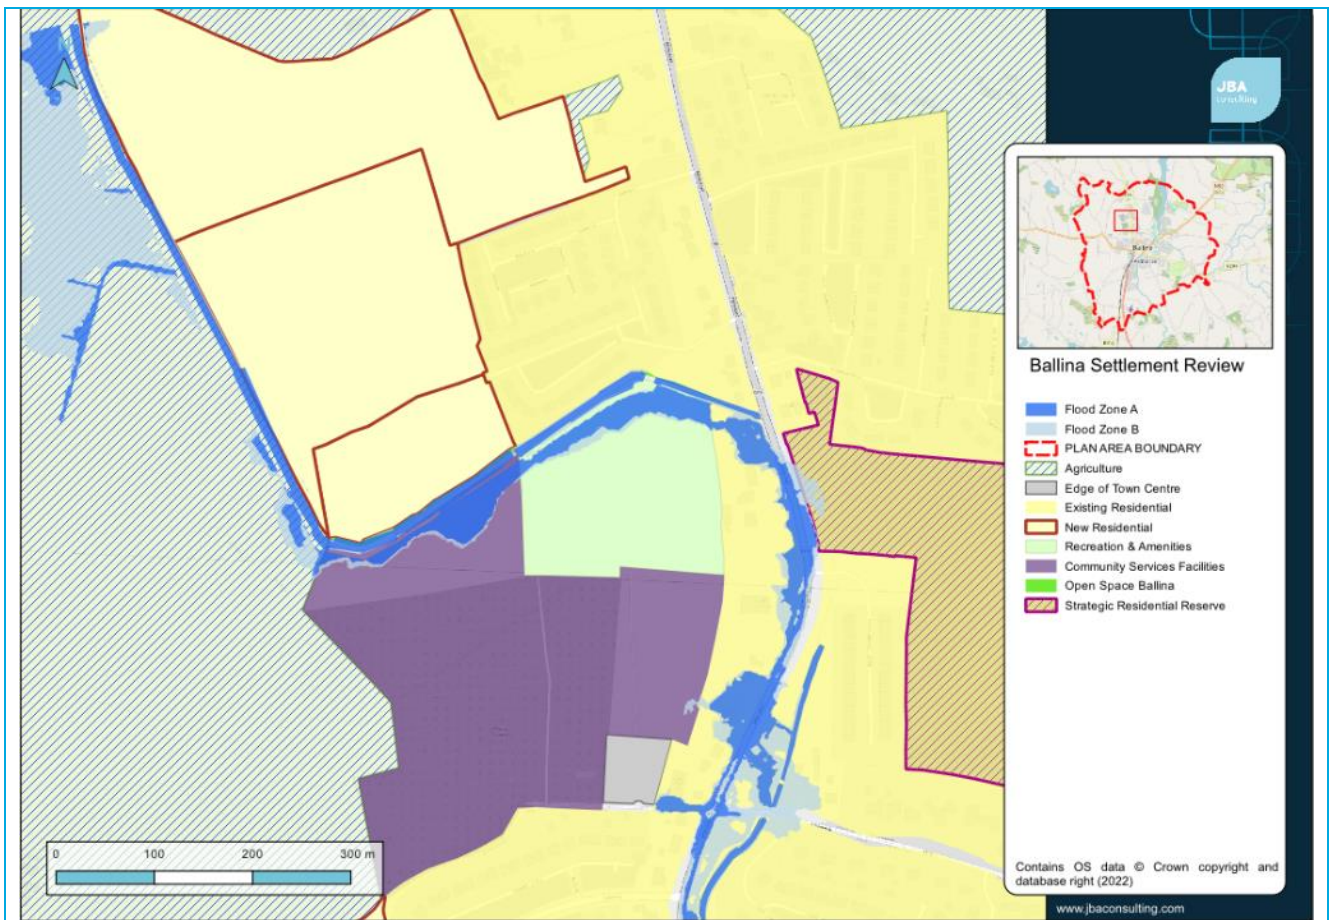 JBA
consulting
Ballina Settlement Review
Flood Zone A
Flood Zone B
PLAN AREA BOUNDARY
Agriculture
Edge of Town Centre
Existing Residential
New Residential
Recreation & Amenities
Community Services Facilities
Open Space Ballina
Strategic Residential Reserve
0 100 200 300 m
Contains OS data © Crown copyright and
database right (2022)
www.jbaconsulting.com